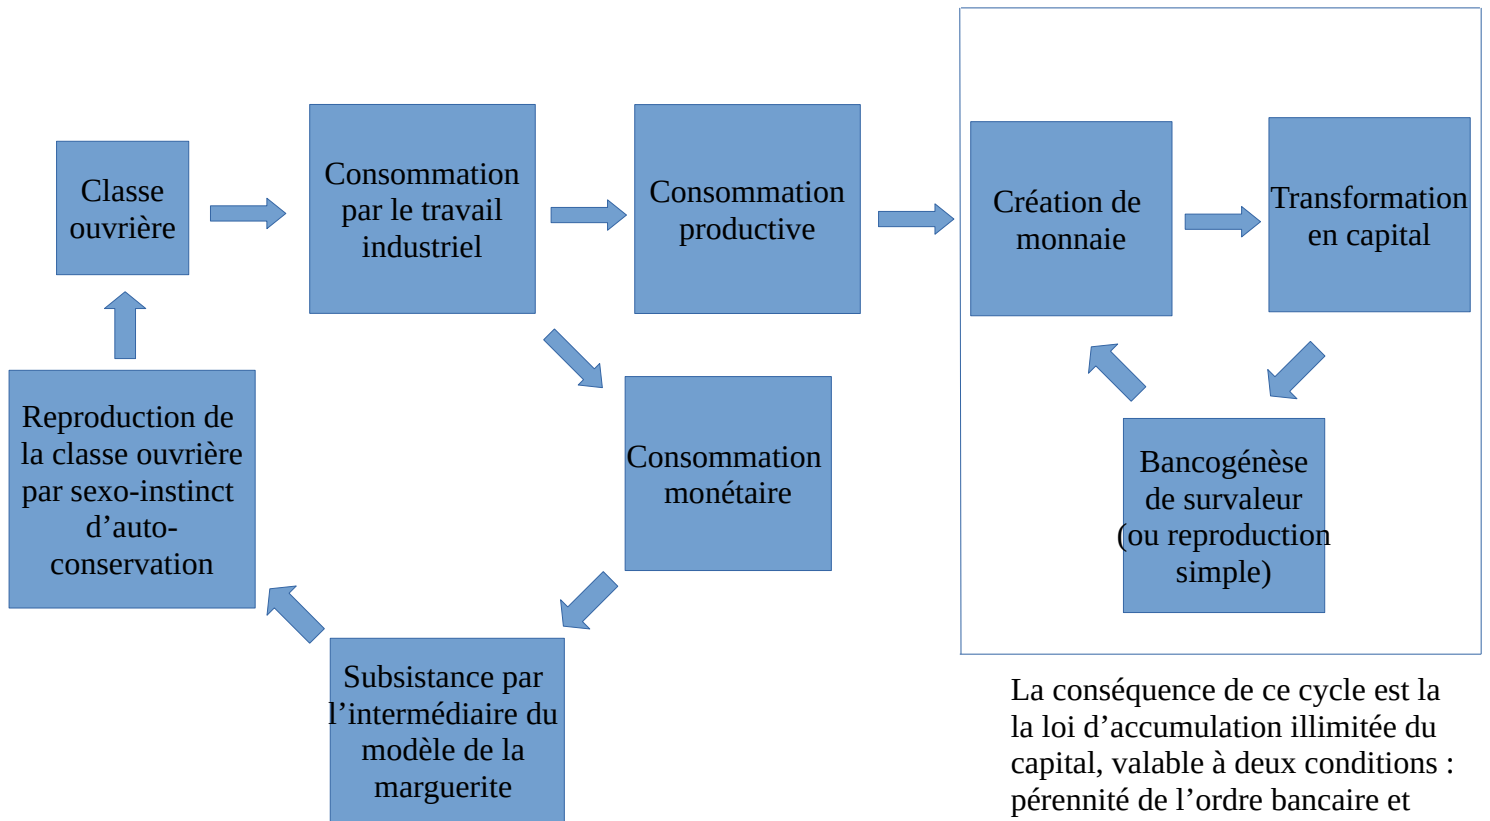 Classe
ouvrière
Consommation
par le travail
industriel
Consommation
productive
Création de
monnaie
Transformation
en capital
Reproduction de
la classe ouvrière
par sexo-instinct
d’auto-
conservation
Consommation
monétaire
Bancogénèse
de survaleur
(ou reproduction
simple)
Subsistance par
l’intermédiaire du
modèle de la
marguerite
La conséquence de ce cycle est la
la loi d’accumulation illimitée du
capital, valable à deux conditions :
pérennité de l’ordre bancaire et